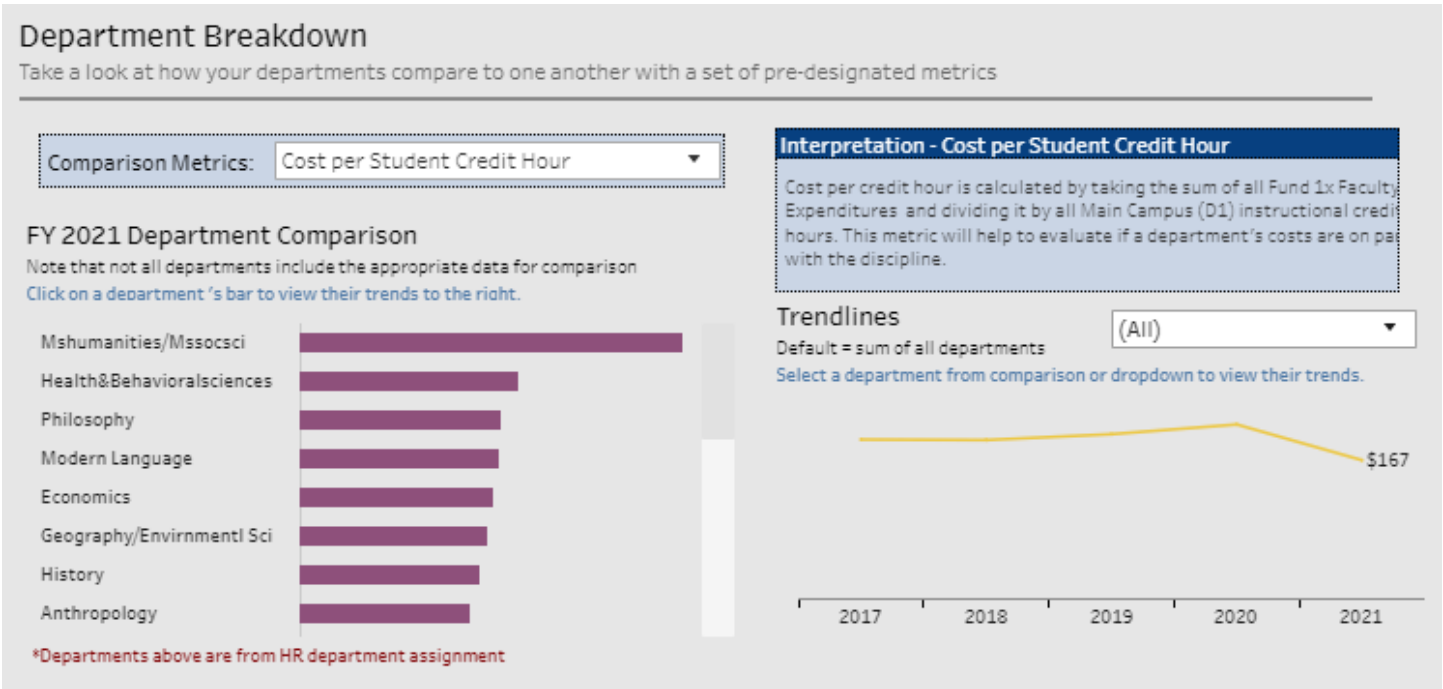 Department Breakdown
Take a look at how your departments compare to one another with a set of pre-designated metrics
Comparison Metrics: Cost per Student Credit Hour
Interpretation - Cost per Student Credit Hour
Cost per credit hour is calculated by taking the sum of all Fund 1x Faculty
Expenditures and dividing it by all Main Campus (D1) instructional credi
hours. This metric will help to evaluate if a department's costs are on pa
with the discipline.
FY 2021 Department Comparison
Note that not all departments include the appropriate data for comparison
Click on a department 's bar to view their trends to the right.
Mshumanities/Mssocsci
Health&Behavioralsciences
Philosophy
Modern Language
Economics
Geography/Envirnmentl Sci
History
Anthropology
*Departments above are from HR department assignment
Trendlines
(All)
Default = sum of all departments
Select a department from comparison or dropdown to view their trends.
$167
2017 2018 2019 2020 2021